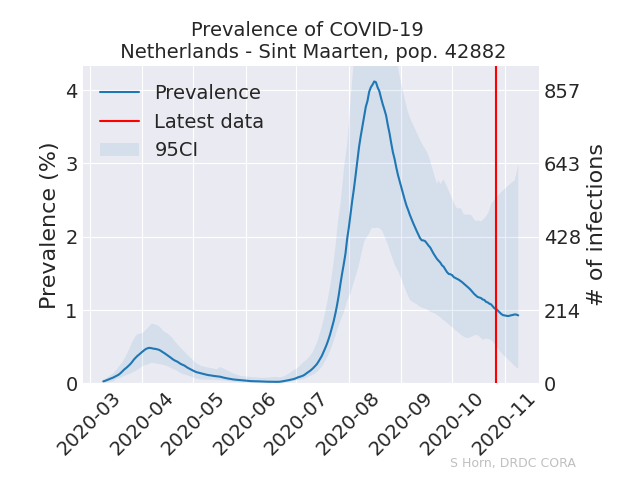 Prevalence of COVID-19
Netherlands - Sint Maarten, pop. 42882
Prevalence
Latest data
95CI
Prevalence (%)
4
3
2
1
0
857
643
428
214
0
# of infections
2020-03
2020-04
2020-05
2020-06
2020-07
2020-08
2020-09
2020-10
2020-11
S Horn, DRDC CORA